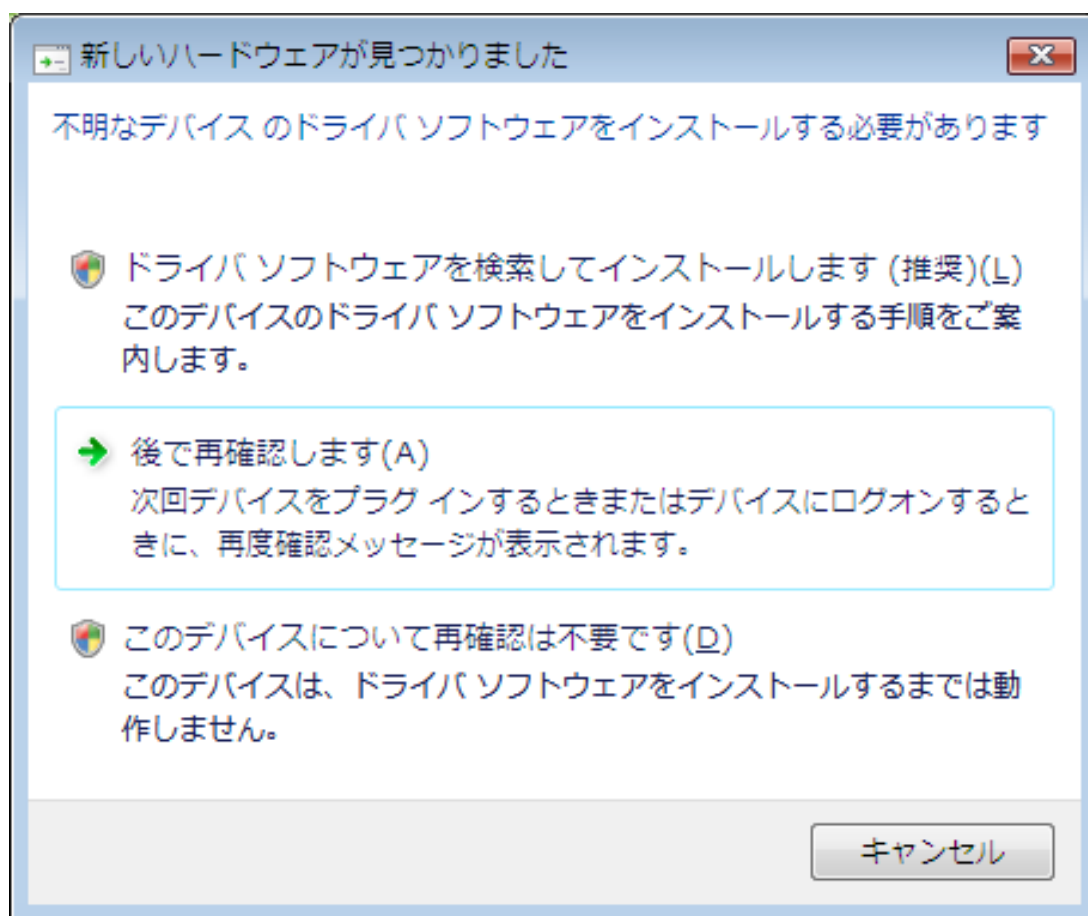 新しいハードウェアが見つかりました
不明なデバイス のドライバ ソフトウェアをインストールする必要があります
ドライバ ソフトウェアを検索してインストールします (推奨)(L)
このデバイスのドライバ ソフトウェアをインストールする手順をご案
内します。
後で再確認します(A)
次回デバイスをプラグ インするときまたはデバイスにログオンすると
きに、再度確認メッセージが表示されます。
このデバイスについて再確認は不要です(D)
このデバイスは、ドライバ ソフトウェアをインストールするまでは動
作しません。
キャンセル